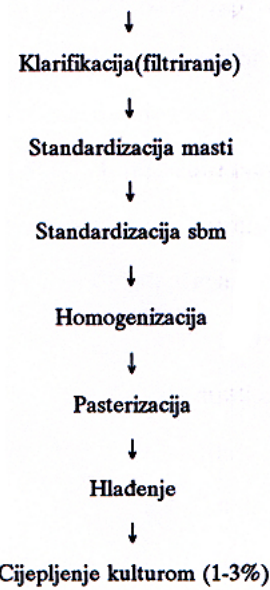 Klarifikacija(filtriranje)
Standardizacija masti
Standardizacija sbm
Homogenizacija
Pasterizacija
Hlađenje
Cijepljenje kulturom (1-3%)